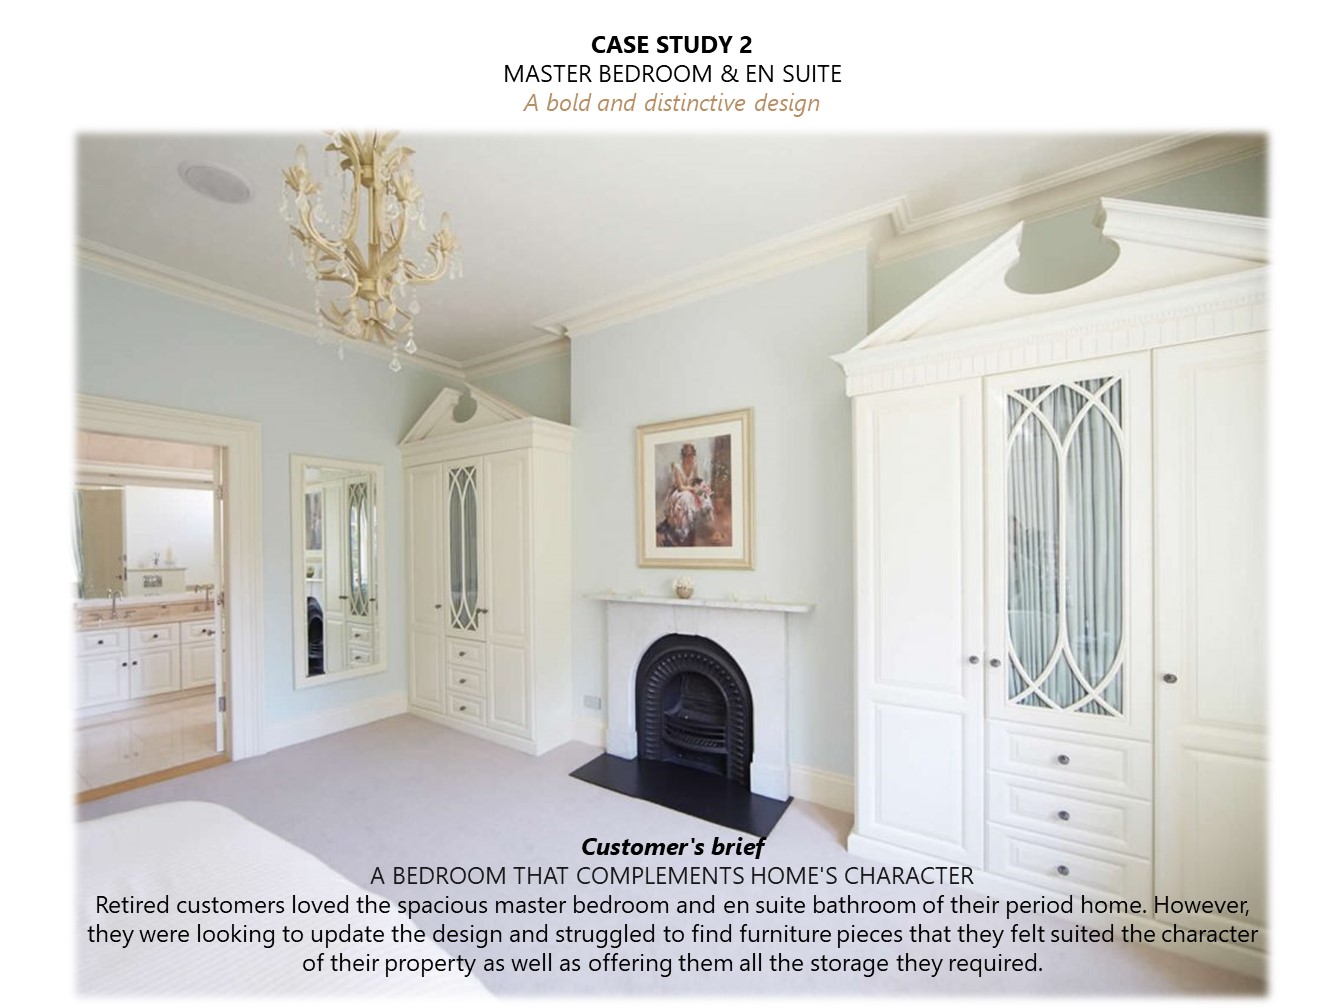 CASE STUDY 2
MASTER BEDROOM & EN SUITE
A bold and distinctive design
Customer's brief
A BEDROOM THAT COMPLEMENTS HOME'S CHARACTER
Retired customers loved the spacious master bedroom and en suite bathroom of their period home. However,
they were looking to update the design and struggled to find furniture pieces that they felt suited the character
of their property as well as offering them all the storage they required.